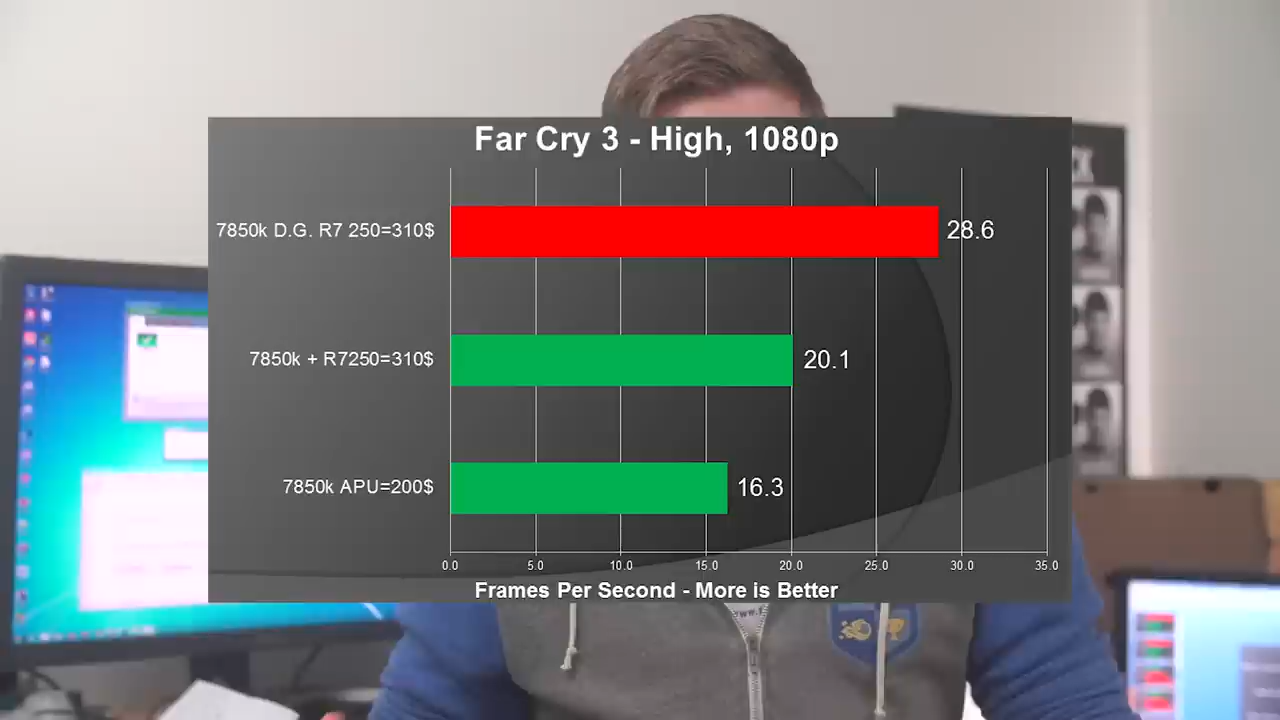 Far Cry 3 - High, 1080p
7850k D.G. R7 250=310$
28.6
7850k + R7250=310$
20.1
7850k APU=200$
16.3
0.0 5.0 10.0 15.0 20.0 25.0 30.0 35.0
Frames Per Second - More is Better